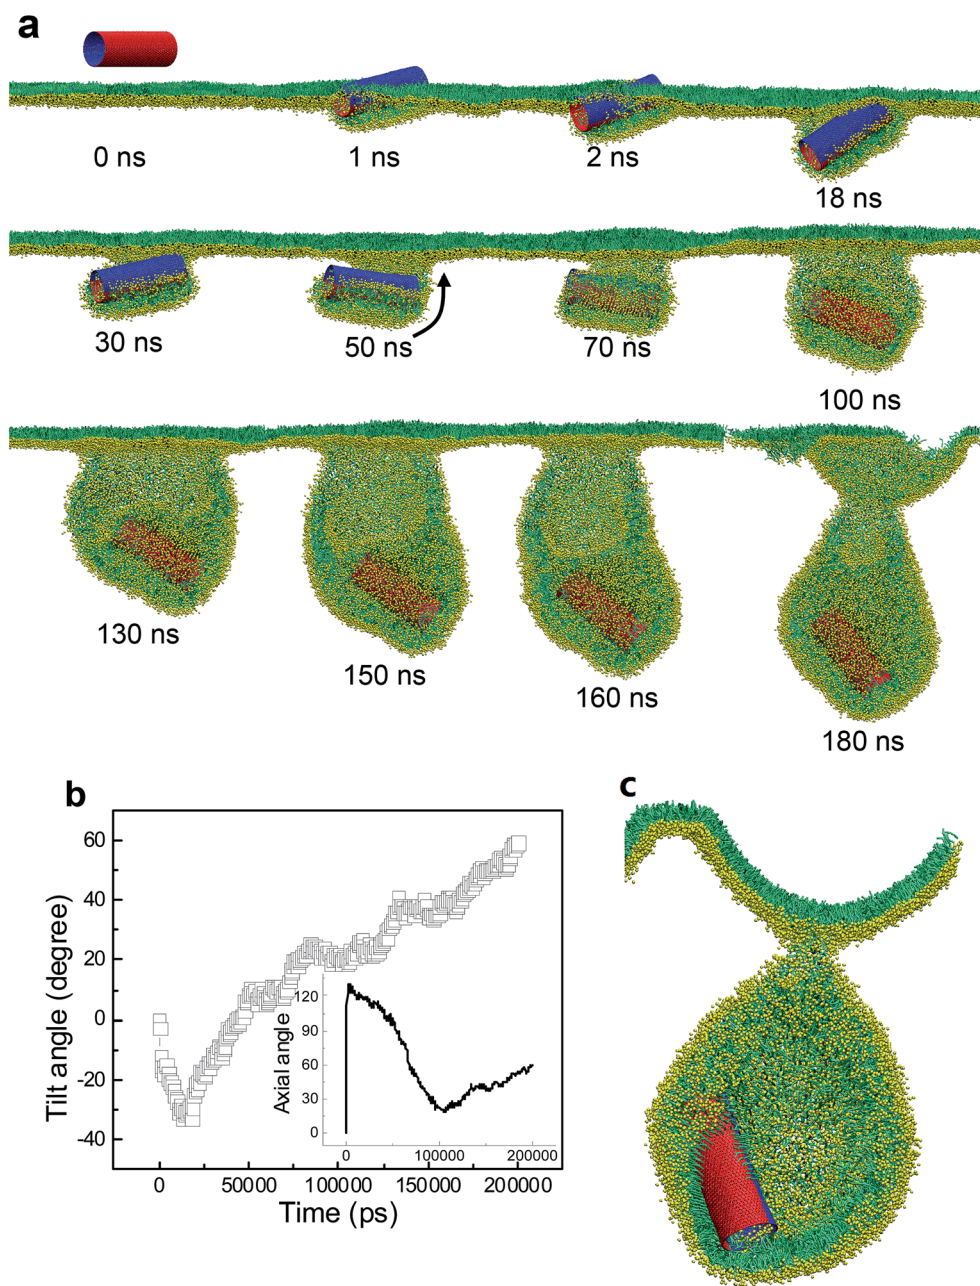 a
0 ns
1 ns
2 ns
18 ns
30 ns
50 ns
70 ns
100 ns
130 ns
150 ns
160 ns
180 ns
b
60
40
20
0
-20
-40
Tilt angle (degree)
0
50000
100000
150000
200000
Time (ps)
120
90
60
30
0
Axial angle
0
100000
200000
c